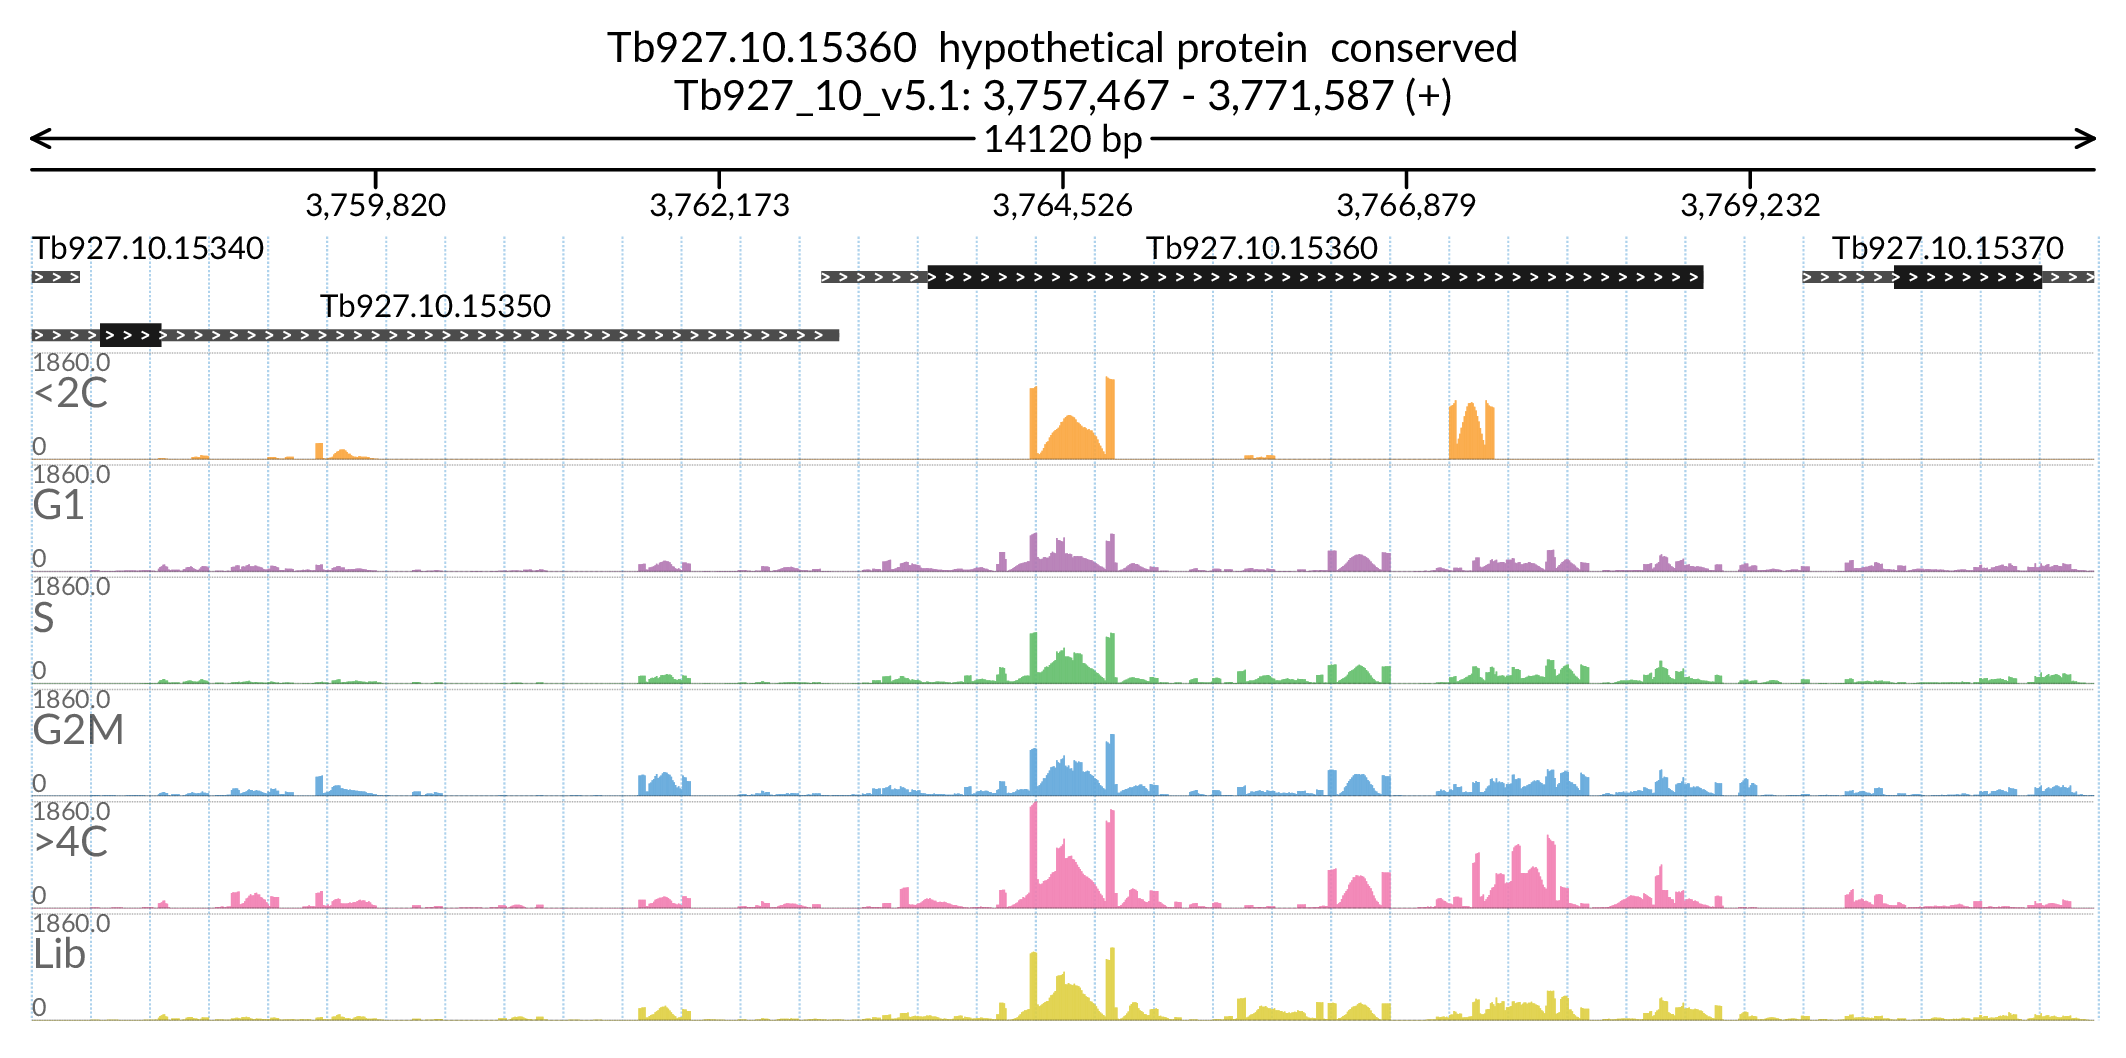 Tb927.10.15360  hypothetical protein  conserved
Tb927_10_v5.1: 3,757,467 - 3,771,587 (+)
14120 bp
3,759,820 3,762,173 3,764,526 3,766,879 3,769,232
Tb927.10.15340 Tb927.10.15360 Tb927.10.15370
Tb927.10.15350
1860.0
<2C
0
1860.0
G1
0
1860.0
S
0
1860.0
G2M
0
1860.0
>4C
0
1860.0
Lib
0